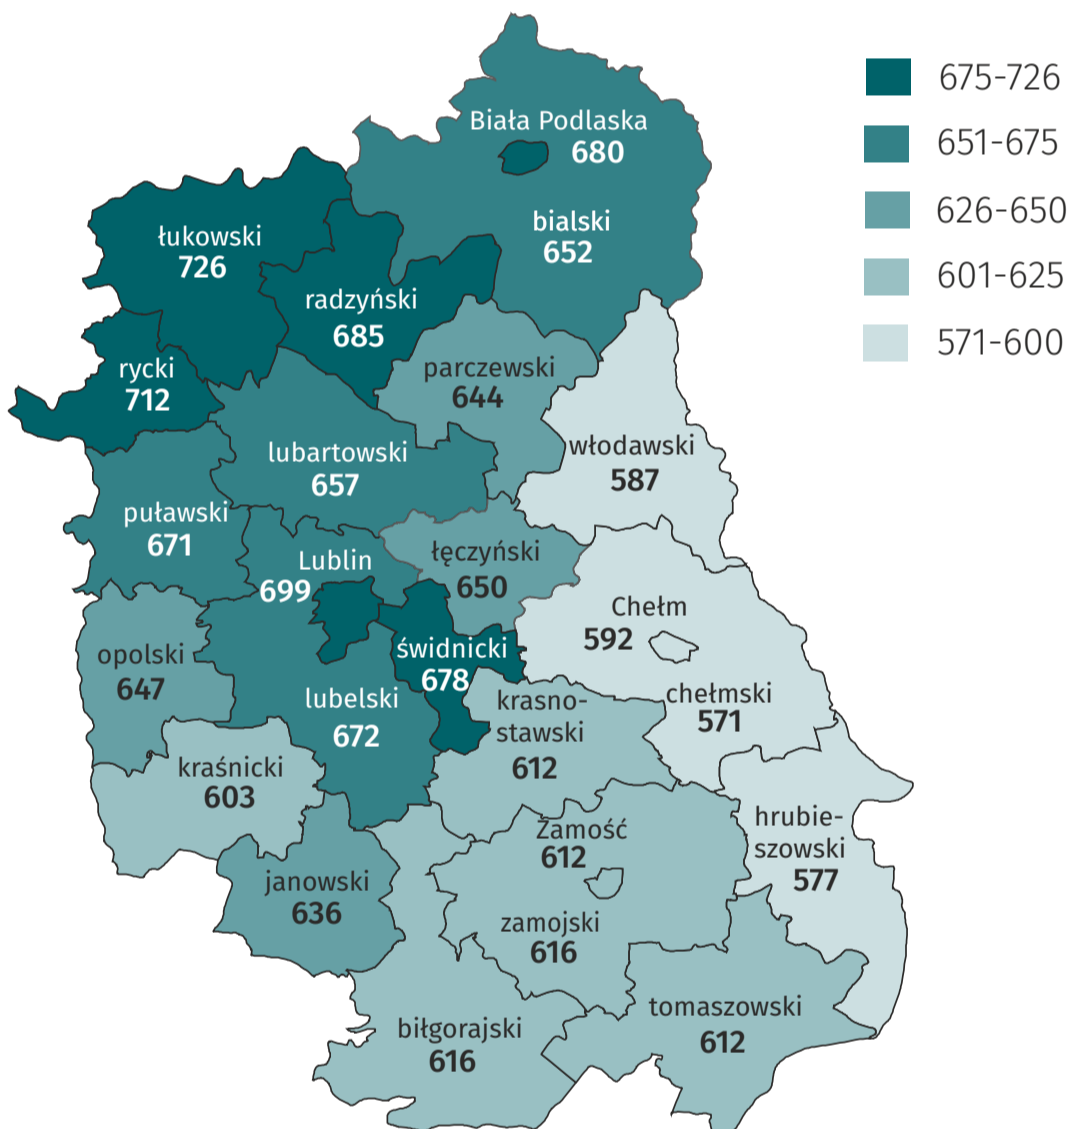 675-726
651-675
626-650
601-625
571-600
Biała Podlaska
680
bialski
652
łukowski
726
radzyński
685
rycki
712
parczewski
644
włodawski
587
lubartowski
657
puławski
671
Lublin
699
łęczyński
650
Chełm
592
świdnicki
678
opolski
647
lubelski
672
krasno-
stawski
612
chełmski
571
kraśnicki
603
hrubie-
szowski
577
Zamość
612
janowski
636
zamojski
616
tomaszowski
612
biłgorajski
616